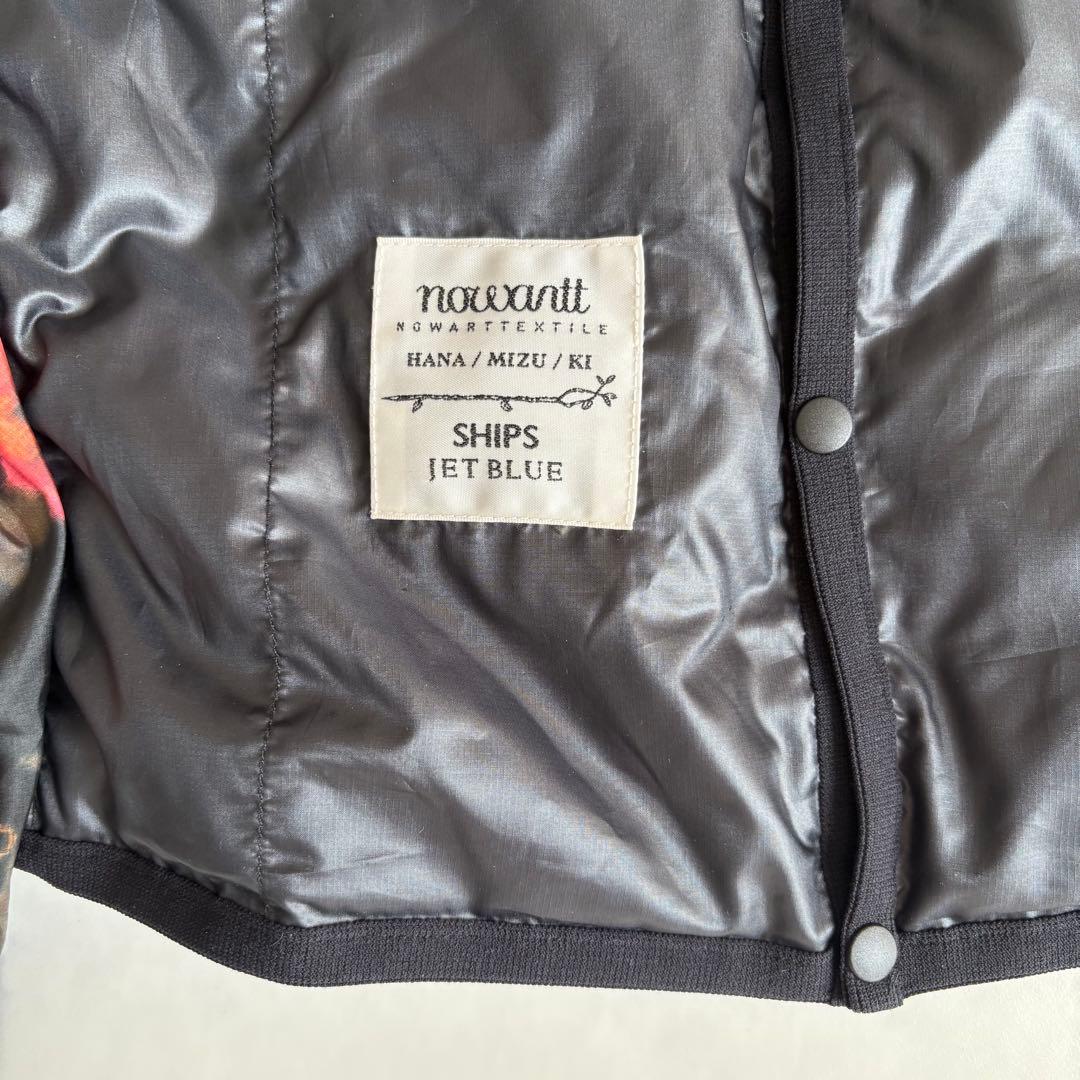 nowartt
NOWARTTEXTILE
HANA / MIZU / KI
SHIPS
JET BLUE